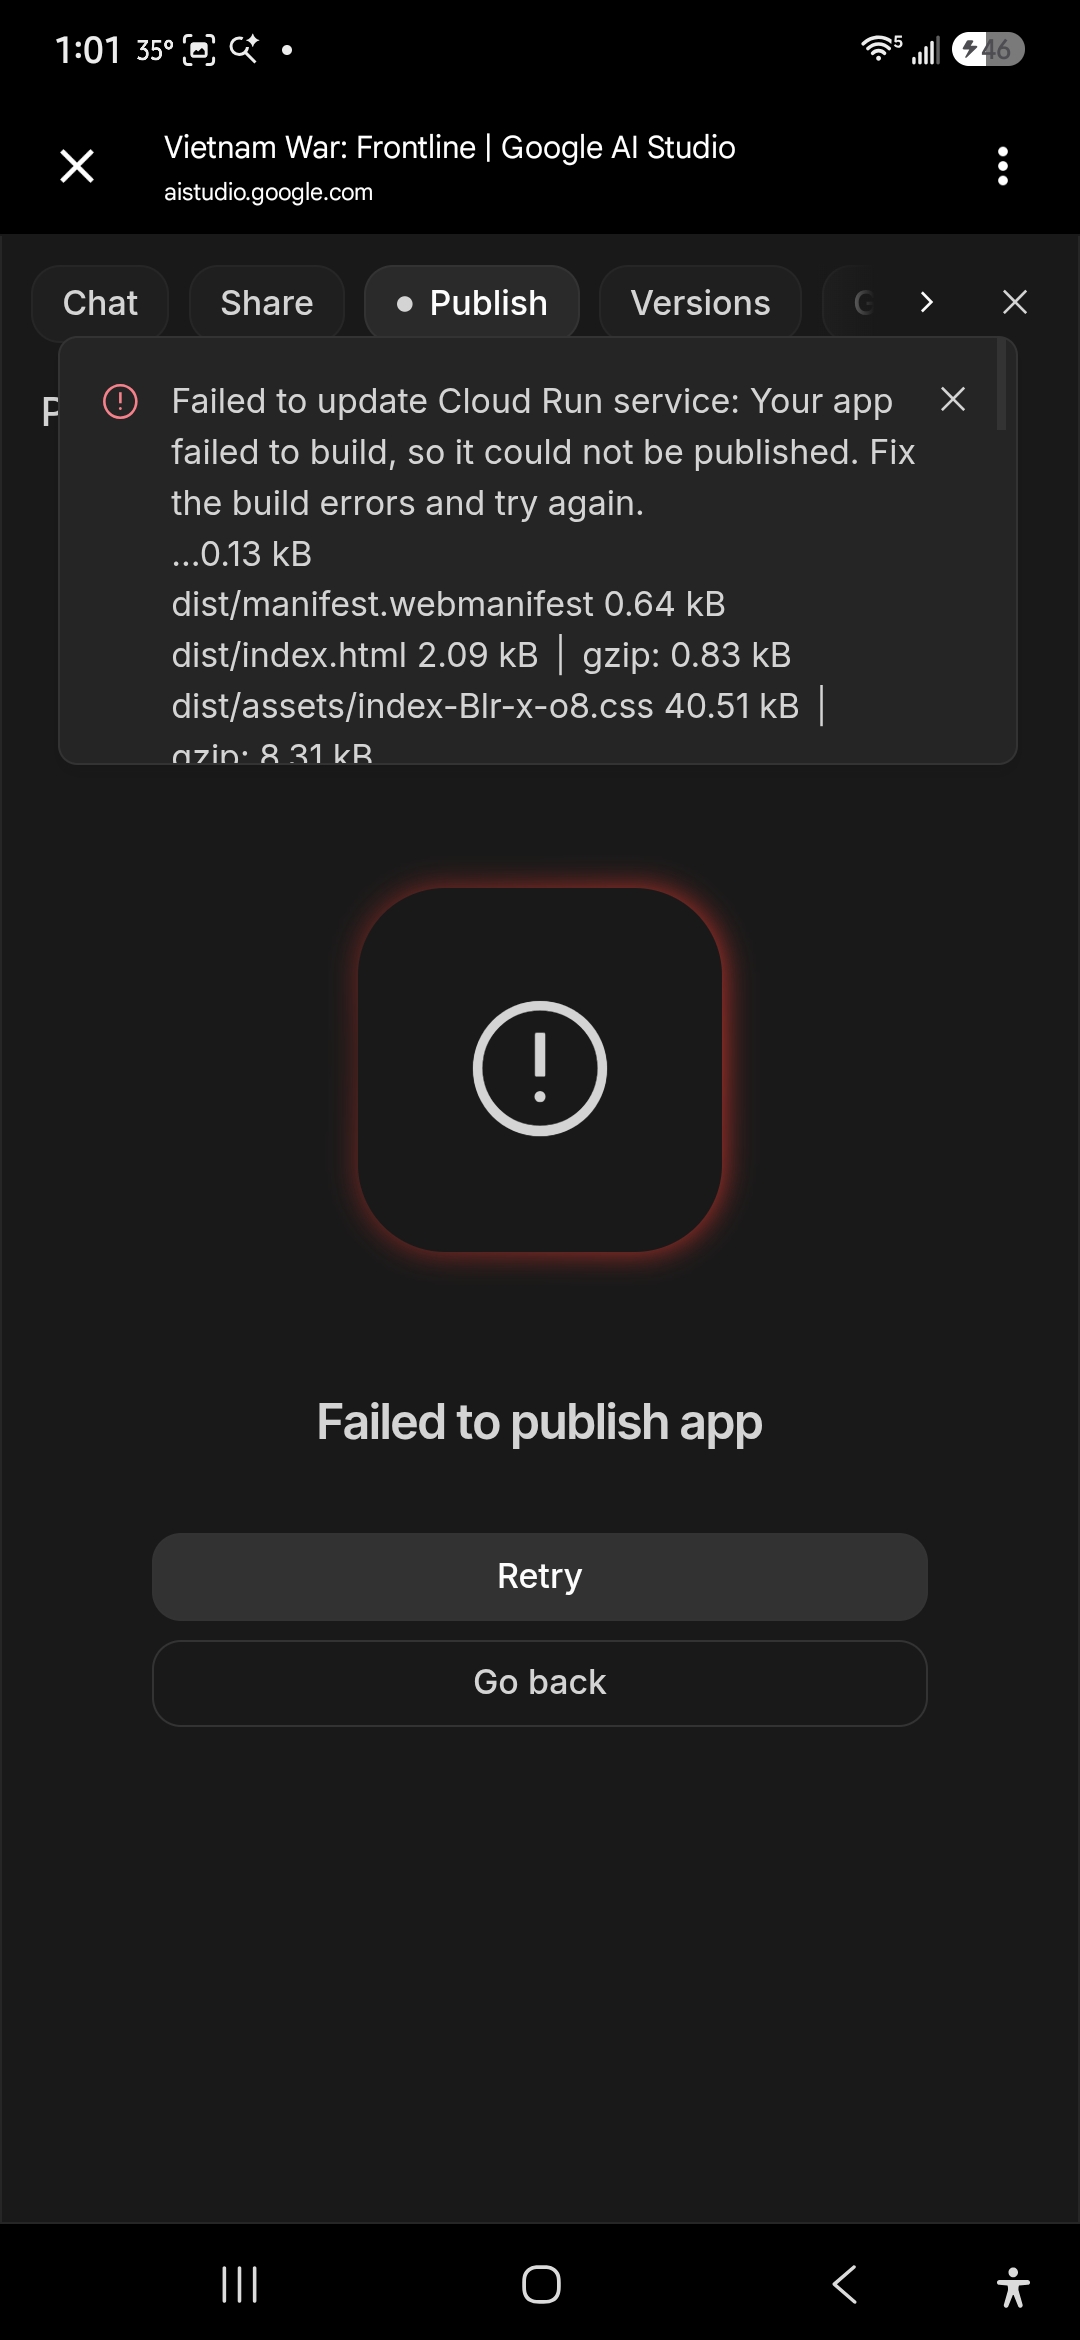 1:01 35°
5
46
Vietnam War: Frontline | Google AI Studio
aistudio.google.com
Chat
Share
Publish
Versions
G
P
Failed to update Cloud Run service: Your app
failed to build, so it could not be published. Fix
the build errors and try again.
...0.13 kB
dist/manifest.webmanifest 0.64 kB
dist/index.html 2.09 kB │ gzip: 0.83 kB
dist/assets/index-Blr-x-o8.css 40.51 kB │
gzip: 8.31 kB
Failed to publish app
Retry
Go back